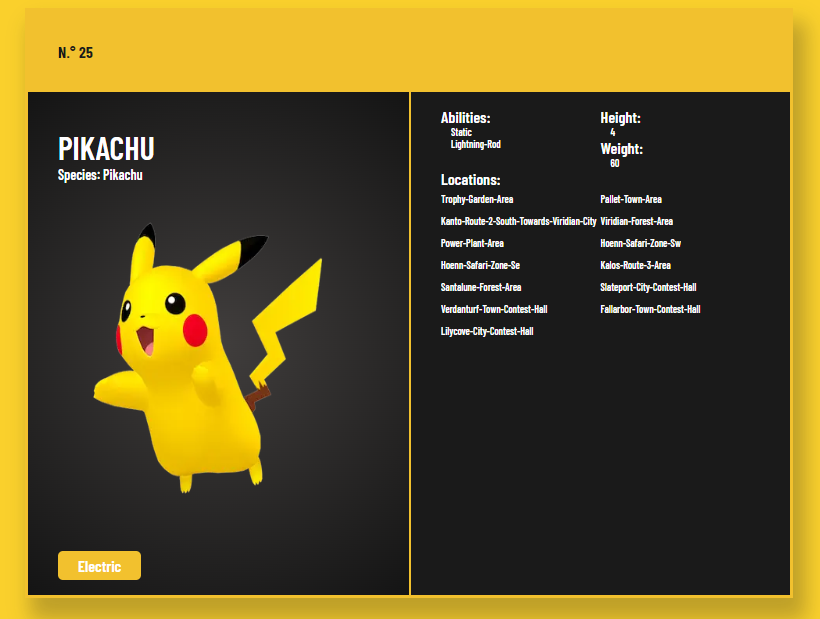 N.° 25
PIKACHU
Species: Pikachu
Electric
Abilities:
Static
Lightning-Rod
Height:
4
Weight:
60
Locations:
Trophy-Garden-Area
Pallet-Town-Area
Kanto-Route-2-South-Towards-Viridian-City
Viridian-Forest-Area
Power-Plant-Area
Hoenn-Safari-Zone-Sw
Hoenn-Safari-Zone-Se
Kalos-Route-3-Area
Santalune-Forest-Area
Slateport-City-Contest-Hall
Verdanturf-Town-Contest-Hall
Fallarbor-Town-Contest-Hall
Lilycove-City-Contest-Hall